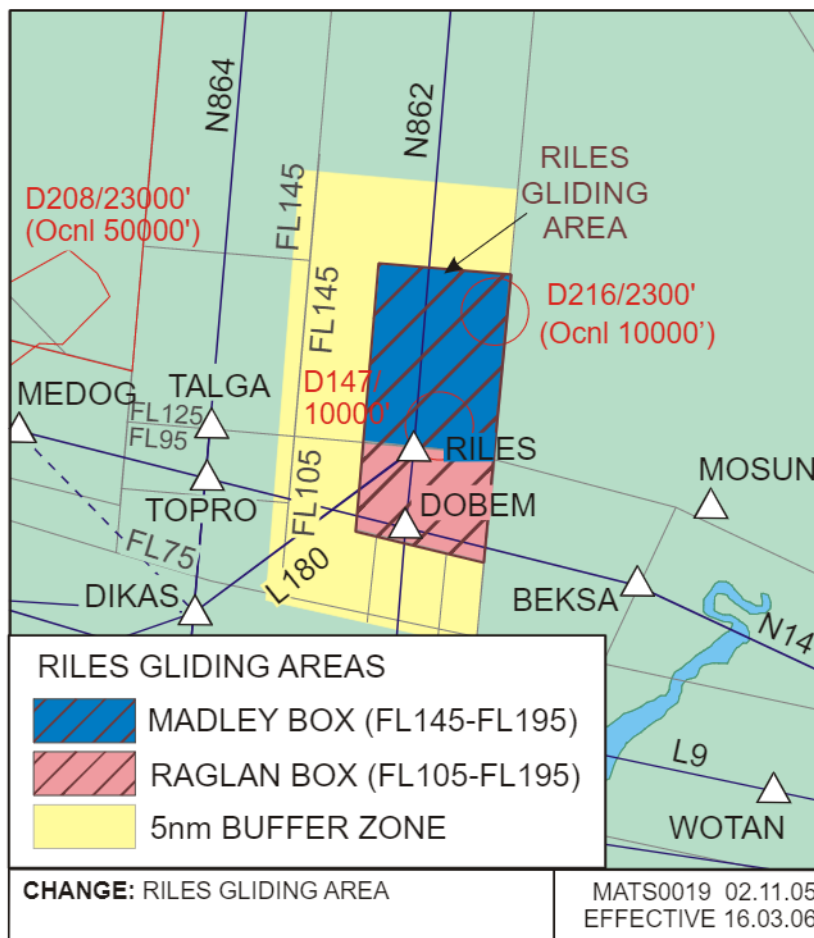 N864
N862
RILES
GLIDING
AREA
FL145
D208/23000'
(Ocnl 50000')
FL145
D216/2300'
(Ocnl 10000’)
D147/
10000'
MEDOG
TALGA
FL125
FL95
RILES
MOSUN
TOPRO
FL105
DOBEM
FL75
L180
DIKAS
BEKSA
N14
RILES GLIDING AREAS
MADLEY BOX (FL145-FL195)
RAGLAN BOX (FL105-FL195)
5nm BUFFER ZONE
L9
WOTAN
CHANGE: RILES GLIDING AREA
MATS0019 02.11.05
EFFECTIVE 16.03.06